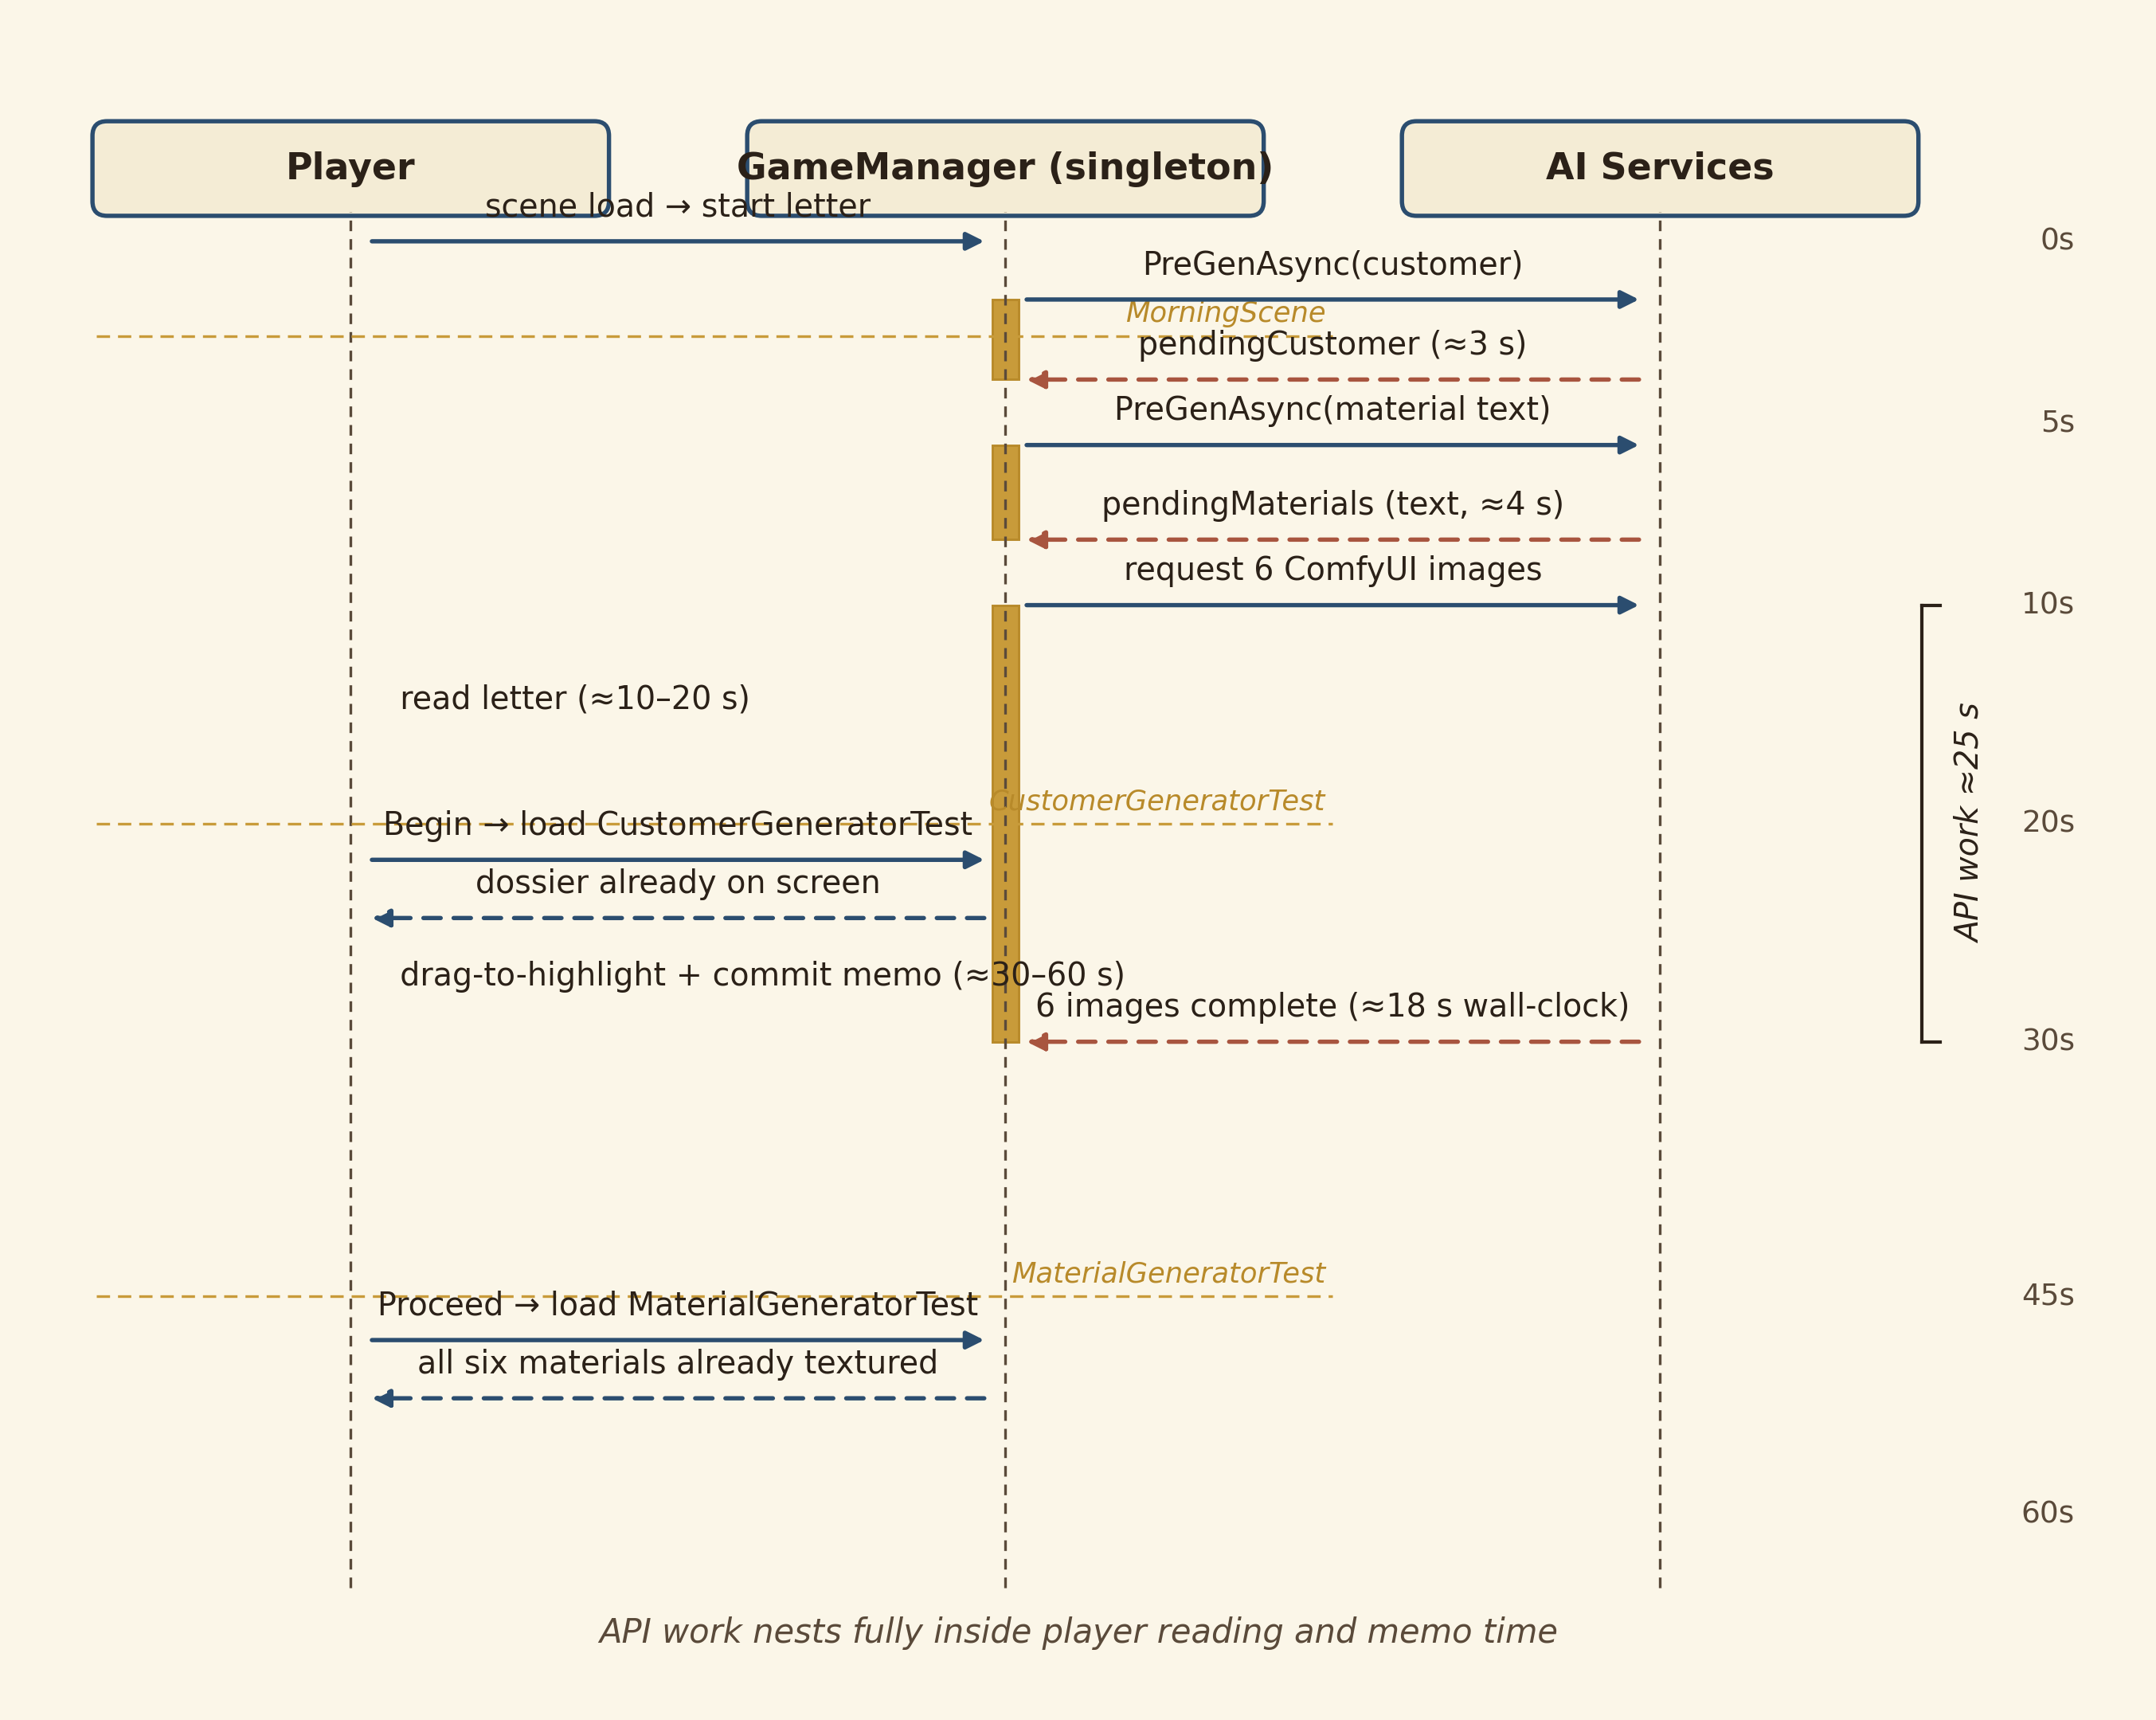 Player
GameManager (singleton)
AI Services
scene load → start letter
0s
PreGenAsync(customer)
MorningScene
pendingCustomer (≈3 s)
PreGenAsync(material text)
5s
pendingMaterials (text, ≈4 s)
request 6 ComfyUI images
10s
read letter (≈10–20 s)
API work ≈25 s
CustomerGeneratorTest
20s
Begin → load CustomerGeneratorTest
dossier already on screen
drag-to-highlight + commit memo (≈30–60 s)
6 images complete (≈18 s wall-clock)
30s
MaterialGeneratorTest
45s
Proceed → load MaterialGeneratorTest
all six materials already textured
60s
API work nests fully inside player reading and memo time